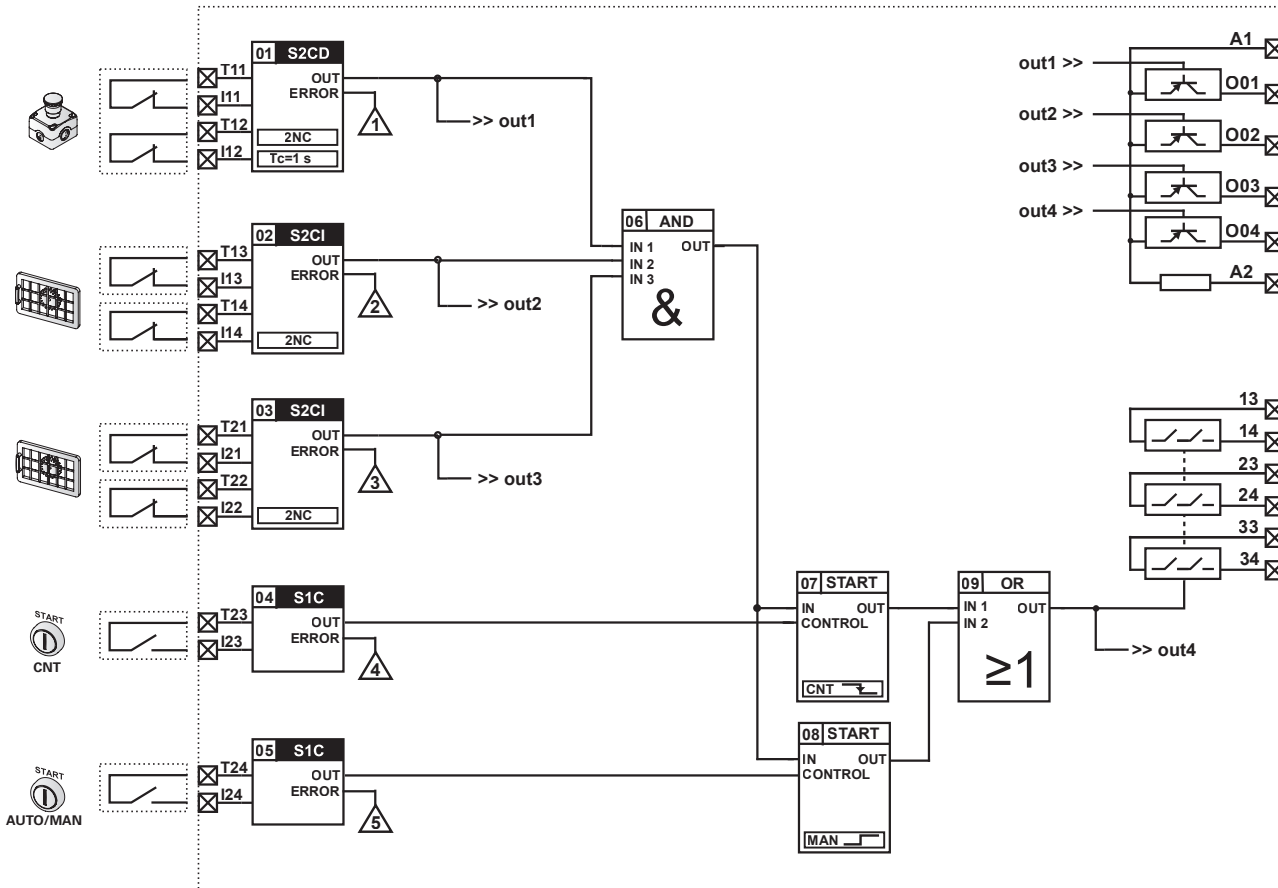 01 S2CD
T11
I11
T12
I12
OUT
ERROR
2NC
Tc=1 s
1
>> out1
02 S2CI
T13
I13
T14
I14
OUT
ERROR
2NC
2
>> out2
03 S2CI
T21
I21
T22
I22
OUT
ERROR
2NC
3
>> out3
START
CNT
04 S1C
T23
I23
OUT
ERROR
4
START
AUTO/MAN
05 S1C
T24
I24
OUT
ERROR
5
06 AND
IN 1 OUT
IN 2
IN 3
&
07 START
IN OUT
CONTROL
CNT
08 START
IN OUT
CONTROL
MAN
09 OR
IN 1 OUT
IN 2
≥1
>> out4
A1
out1 >>
O01
out2 >>
O02
out3 >>
O03
out4 >>
O04
A2
13
14
23
24
33
34